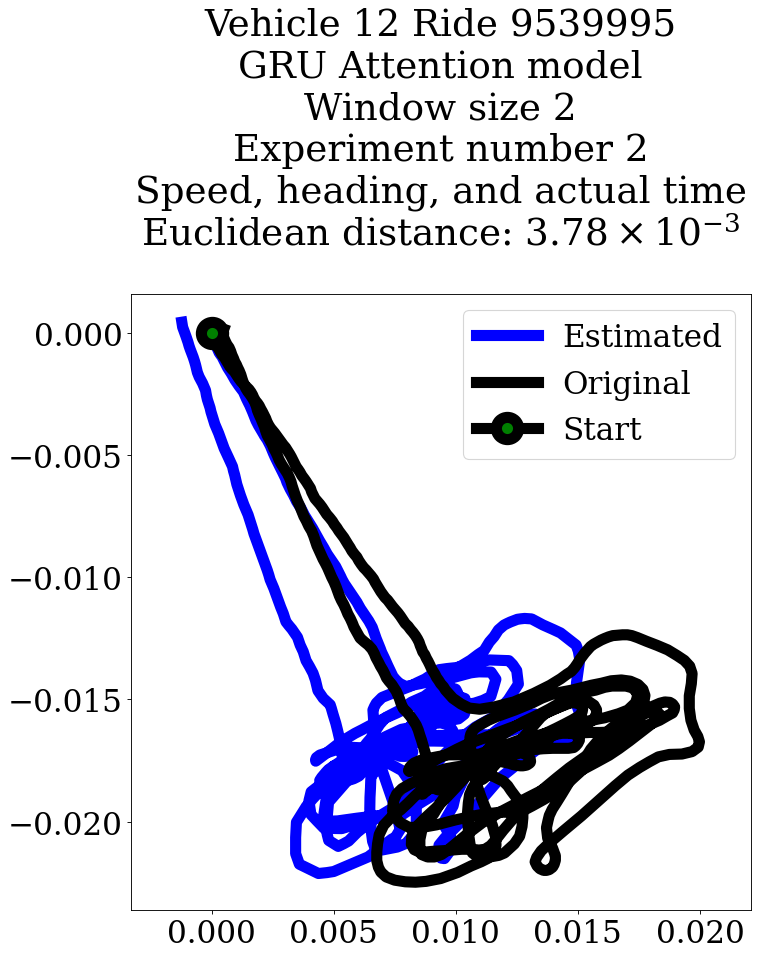 Vehicle 12 Ride 9539995
GRU Attention model
Window size 2
Experiment number 2
Speed, heading, and actual time
Euclidean distance: 3.78 × 10⁻³
Estimated
Original
Start
0.000
−0.005
−0.010
−0.015
−0.020
0.000 0.005 0.010 0.015 0.020